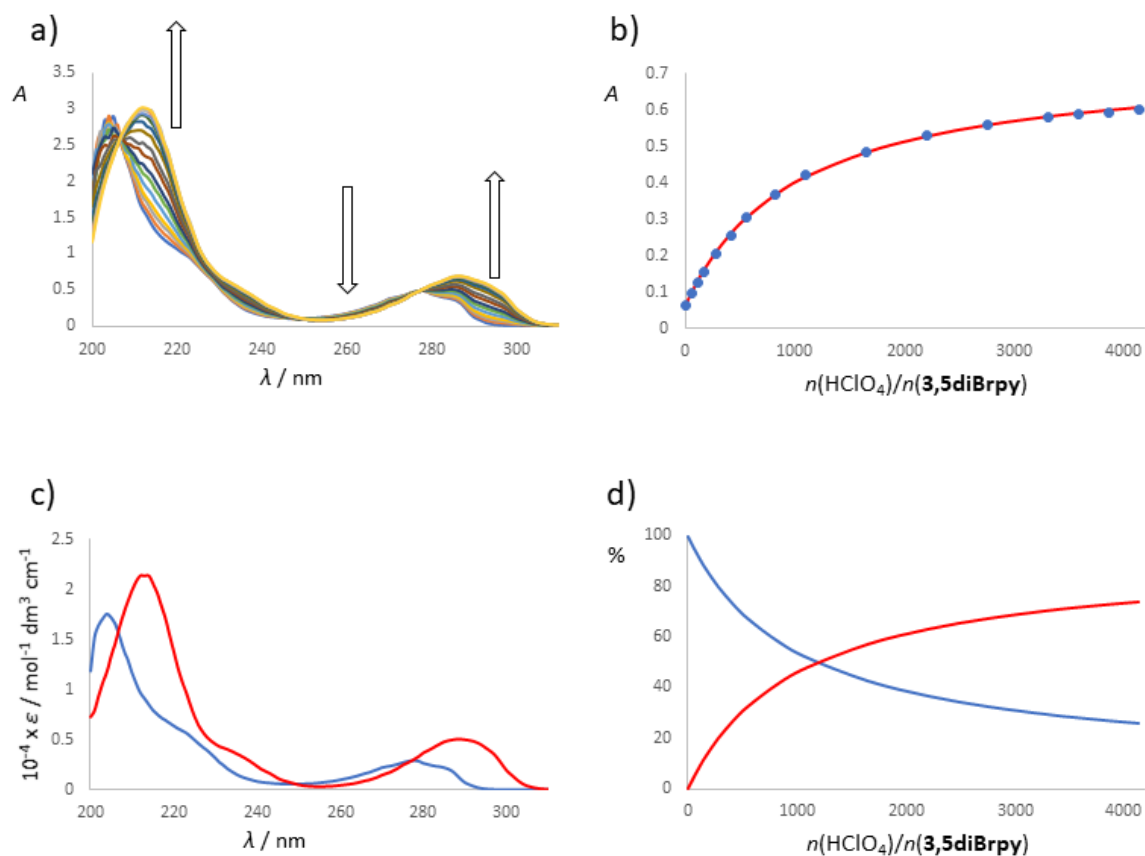 a)
A
3.5
3
2.5
2
1.5
1
0.5
0
200 220 240 260 280 300
λ / nm
b)
A
0.7
0.6
0.5
0.4
0.3
0.2
0.1
0
0 1000 2000 3000 4000
n(HClO₄)/n(3,5diBrpy)
c)
10⁻⁴ x ε / mol⁻¹ dm³ cm⁻¹
2.5
2
1.5
1
0.5
0
200 220 240 260 280 300
λ / nm
d)
%
100
80
60
40
20
0
0 1000 2000 3000 4000
n(HClO₄)/n(3,5diBrpy)